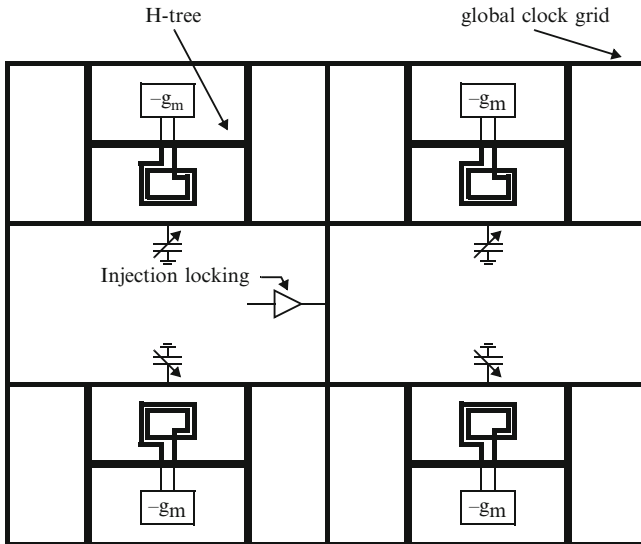 H-tree
global clock grid
–gm
–gm
Injection locking
–gm
–gm